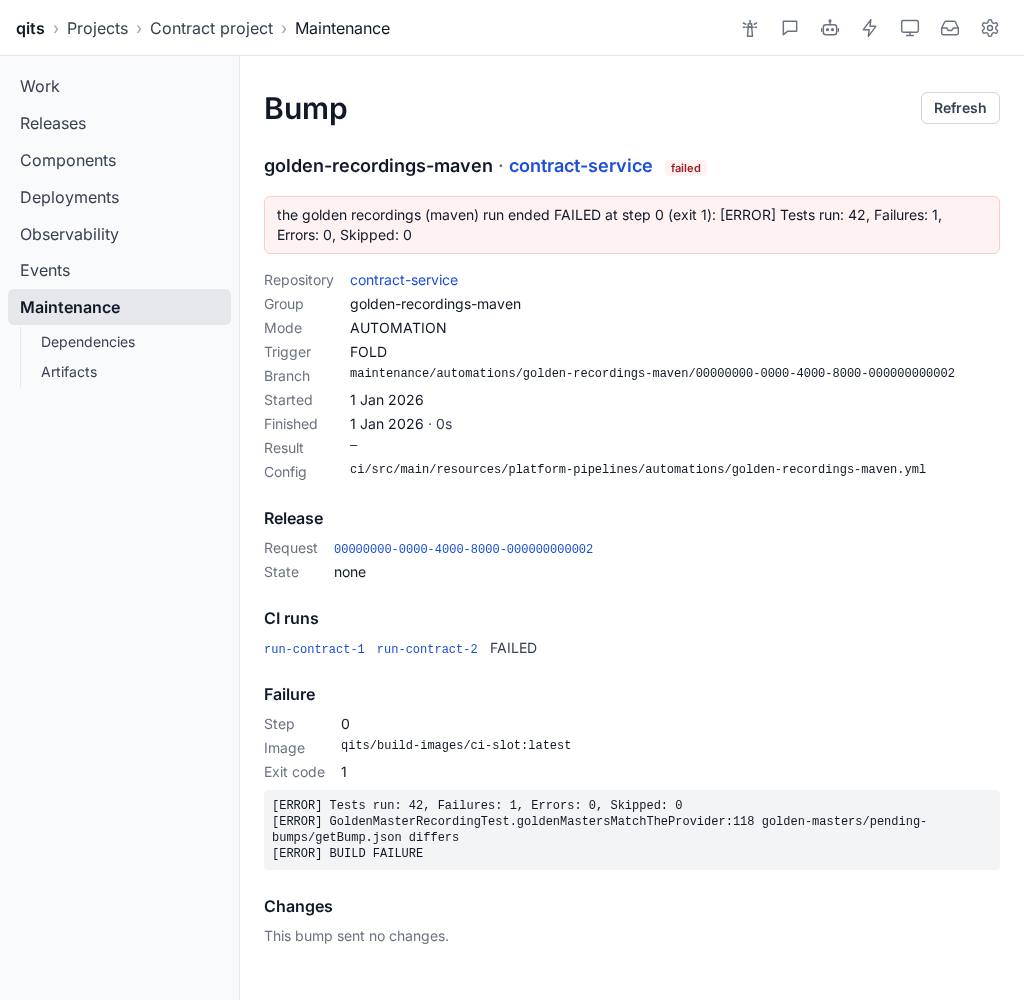 qits › Projects › Contract project › Maintenance
Work
Releases
Components
Deployments
Observability
Events
Maintenance
Dependencies
Artifacts
Bump
Refresh
golden-recordings-maven · contract-service failed
the golden recordings (maven) run ended FAILED at step 0 (exit 1): [ERROR] Tests run: 42, Failures: 1,
Errors: 0, Skipped: 0
Repository contract-service
Group golden-recordings-maven
Mode AUTOMATION
Trigger FOLD
Branch maintenance/automations/golden-recordings-maven/00000000-0000-4000-8000-000000000002
Started 1 Jan 2026
Finished 1 Jan 2026 · 0s
Result —
Config ci/src/main/resources/platform-pipelines/automations/golden-recordings-maven.yml
Release
Request 00000000-0000-4000-8000-000000000002
State none
CI runs
run-contract-1 run-contract-2 FAILED
Failure
Step 0
Image qits/build-images/ci-slot:latest
Exit code 1
[ERROR] Tests run: 42, Failures: 1, Errors: 0, Skipped: 0
[ERROR] GoldenMasterRecordingTest.goldenMastersMatchTheProvider:118 golden-masters/pending-
bumps/getBump.json differs
[ERROR] BUILD FAILURE
Changes
This bump sent no changes.